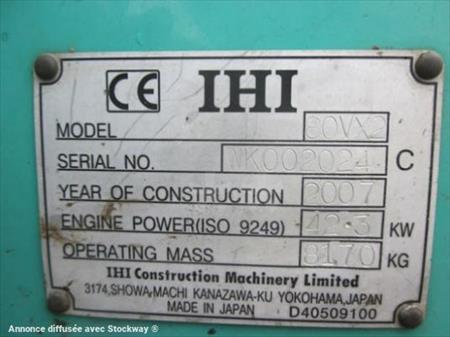 CE IHI
MODEL 80VX2
SERIAL NO. WK002024 C
YEAR OF CONSTRUCTION 2007
ENGINE POWER(ISO 9249) 42.3 KW
OPERATING MASS 8170 KG
IHI Construction Machinery Limited
3174,SHOWA-MACHI KANAZAWA-KU YOKOHAMA,JAPAN
MADE IN JAPAN D40509100
Annonce diffusée avec Stockway ®